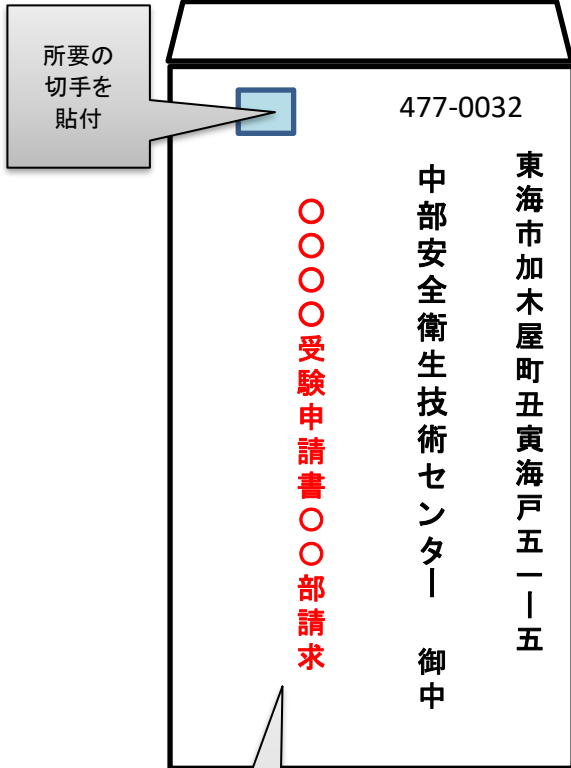 所要の
切手を
貼付
477-0032
東海市加木屋町丑寅海戸五一ー五
中部安全衛生技術センター　御中
〇〇〇〇受験申請書〇〇部請求